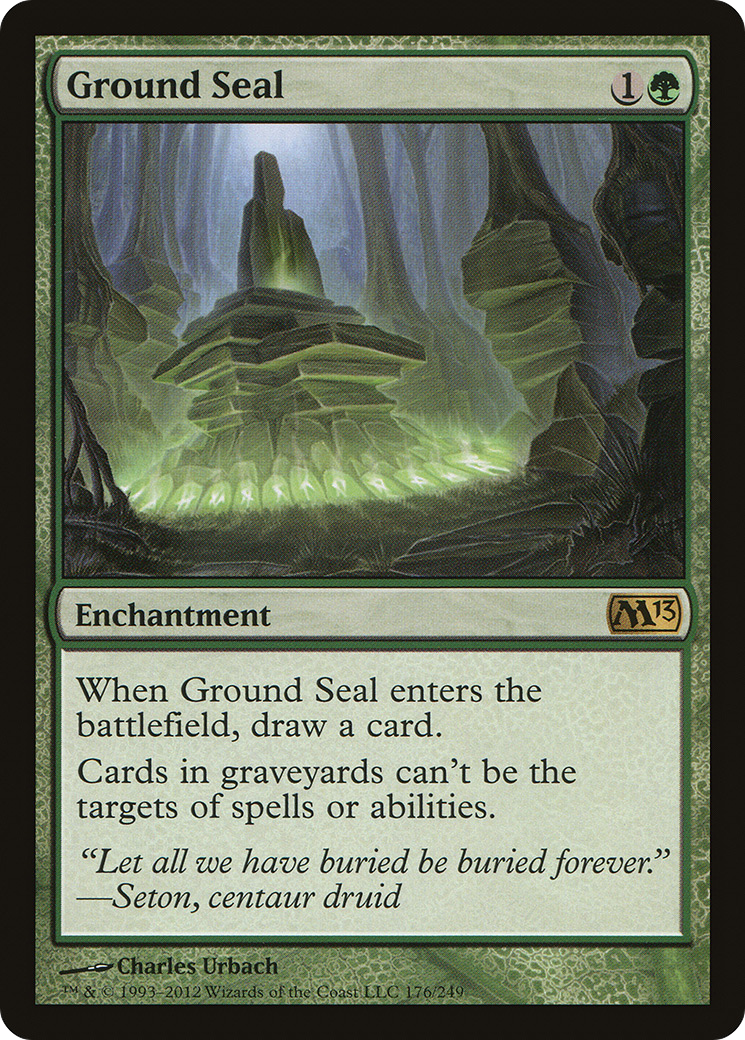 Ground Seal
1
Enchantment
M13
When Ground Seal enters the
battlefield, draw a card.
Cards in graveyards can't be the
targets of spells or abilities.
“Let all we have buried be buried forever.”
—Seton, centaur druid
Charles Urbach
™ & © 1993–2012 Wizards of the Coast LLC 176/249